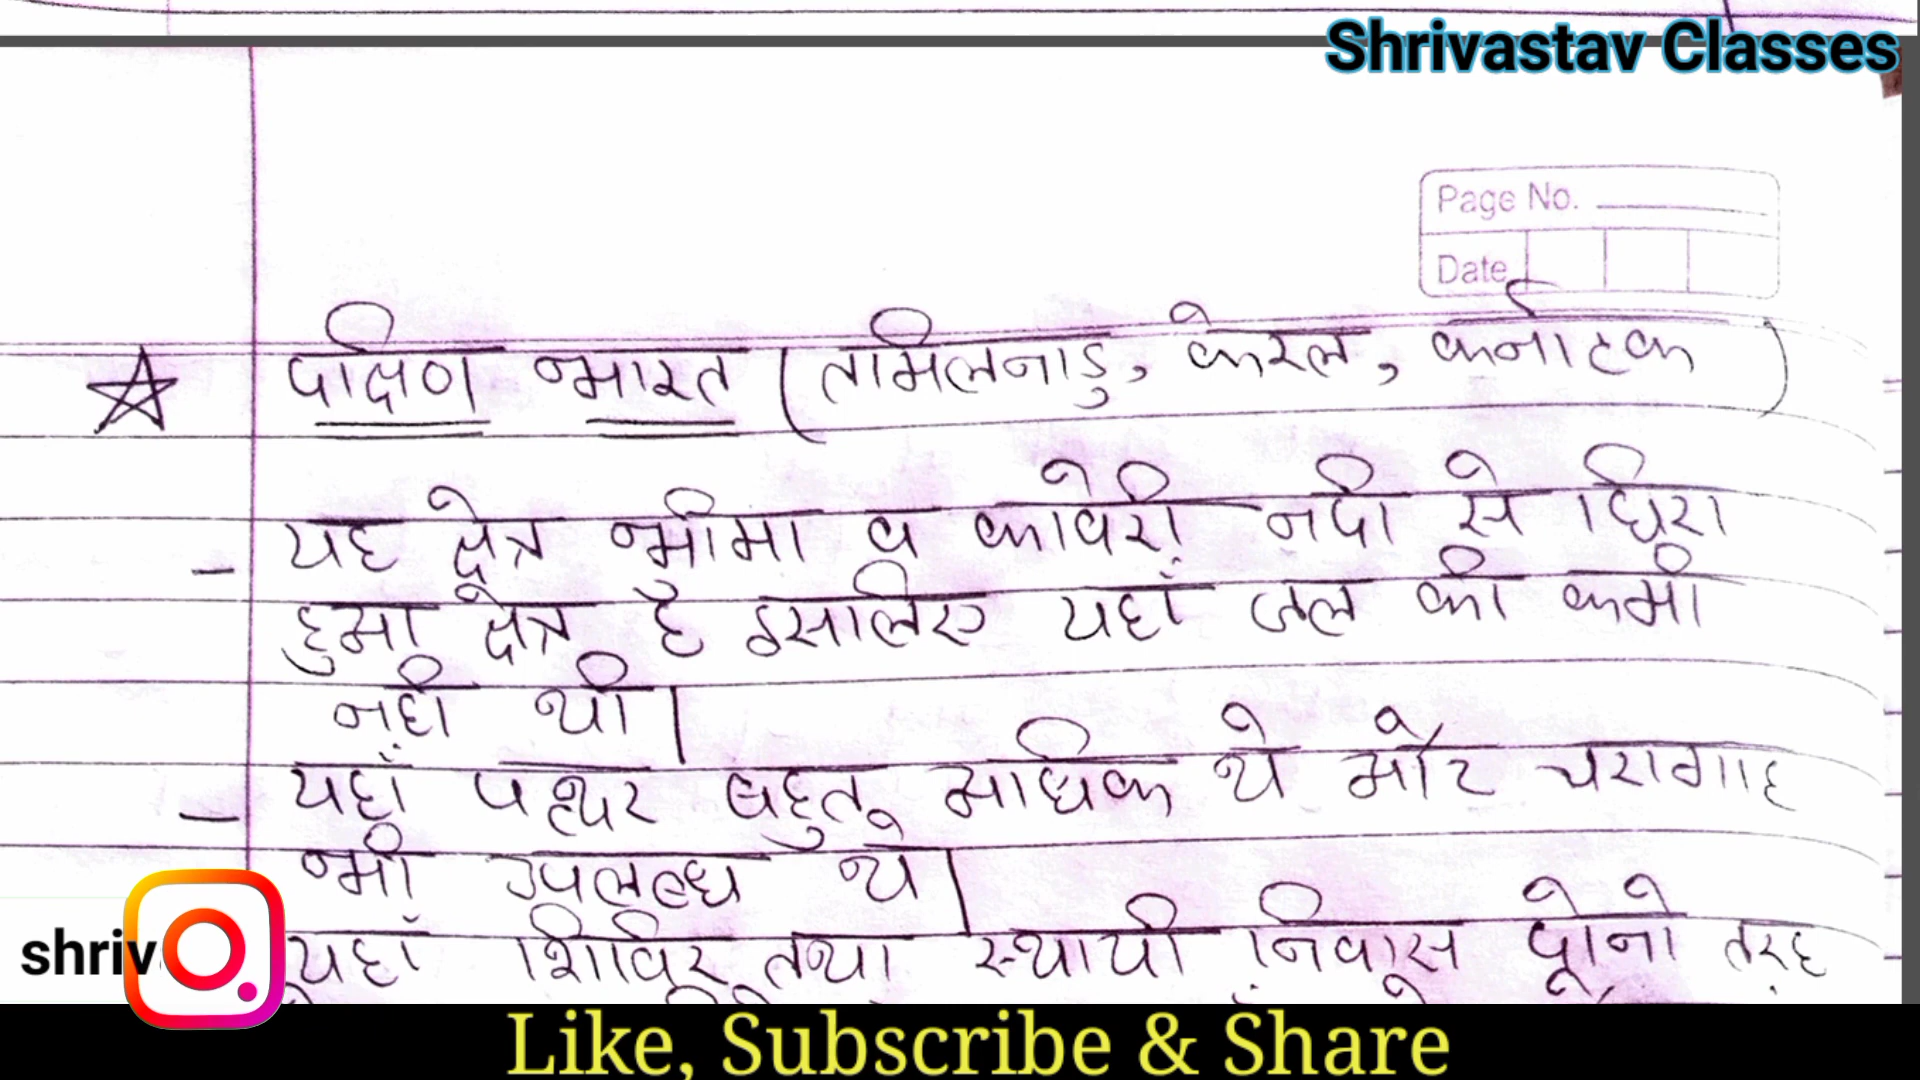 Shrivastav Classes
Page No.
Date
दक्षिण भारत (तमिलनाडु, केरल, कर्नाटक)
- यह क्षेत्र भीमा व कावेरी नदी से घिरा
हुआ क्षेत्र है इसलिए यहाँ जल की कमी
नहीं थी।
- यहाँ पत्थर बहुत अधिक थे और चरागाह
भी उपलब्ध थे।
यहाँ शिविर तथा स्थायी निवास दोनो तरह
shriv
Like, Subscribe & Share